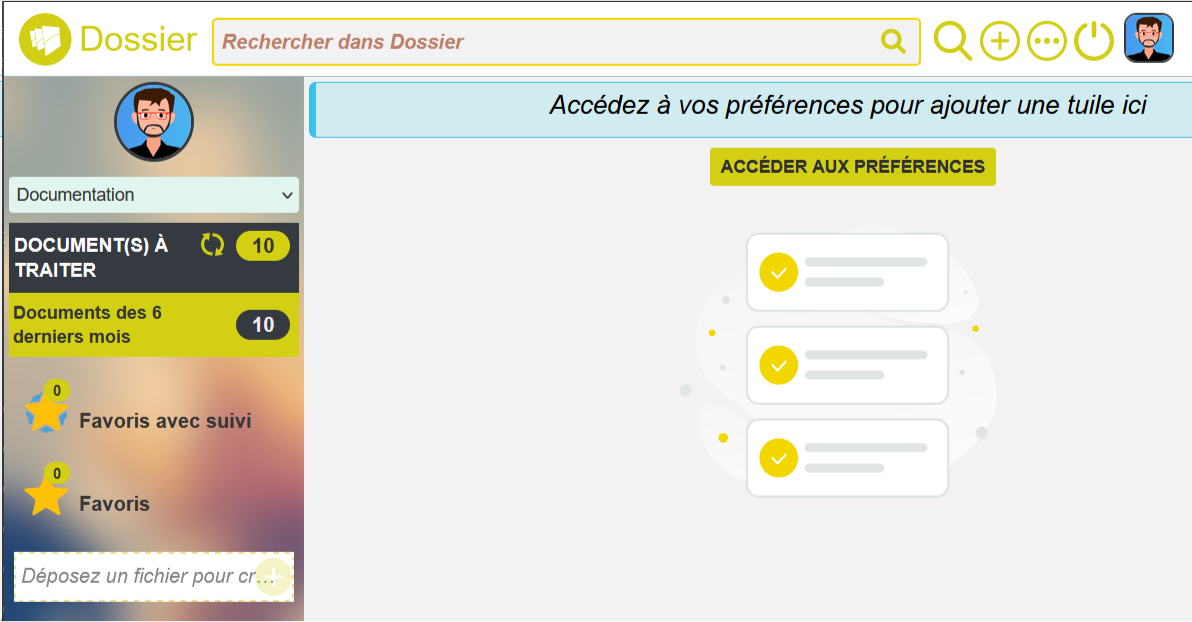 Dossier
Rechercher dans Dossier
Accédez à vos préférences pour ajouter une tuile ici
ACCÉDER AUX PRÉFÉRENCES
Documentation
DOCUMENT(S) À
TRAITER
10
Documents des 6
derniers mois
10
0
Favoris avec suivi
0
Favoris
Déposez un fichier pour cr...